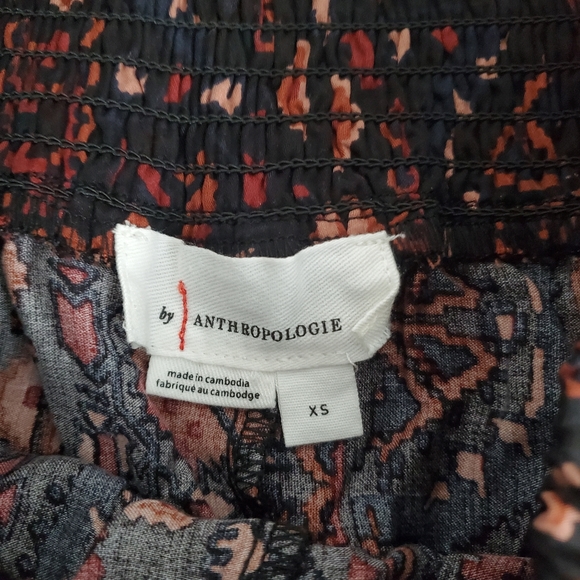 by ANTHROPOLOGIE
made in cambodia
fabriqué au cambodge
XS